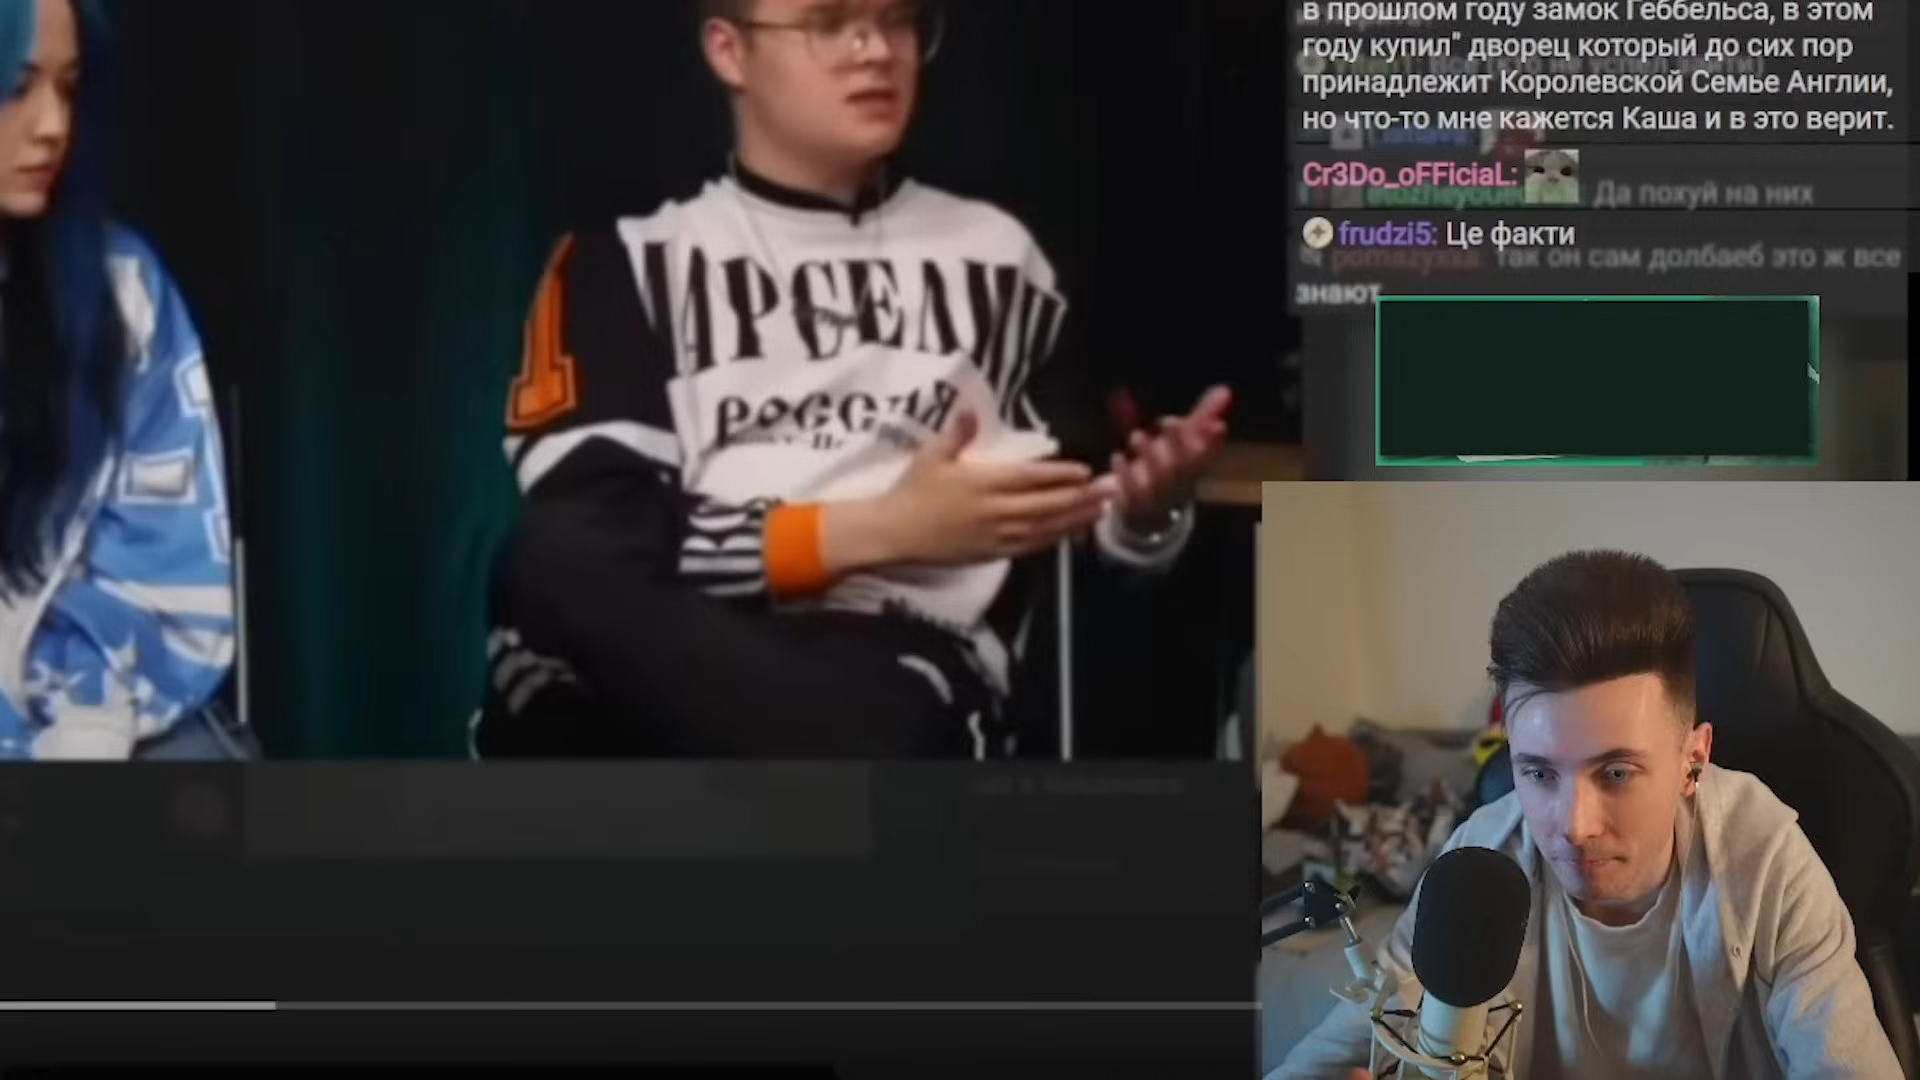 в прошлом году замок Геббельса, в этом
году купил" дворец который до сих пор
принадлежит Королевской Семье Англии,
но что-то мне кажется Каша и в это верит.
Cr3Do_oFFiciaL:
Да похуй на них
frudzi5: Це факти
pomazykaa: так он сам долбаеб это ж все
знают
РОССИЯ